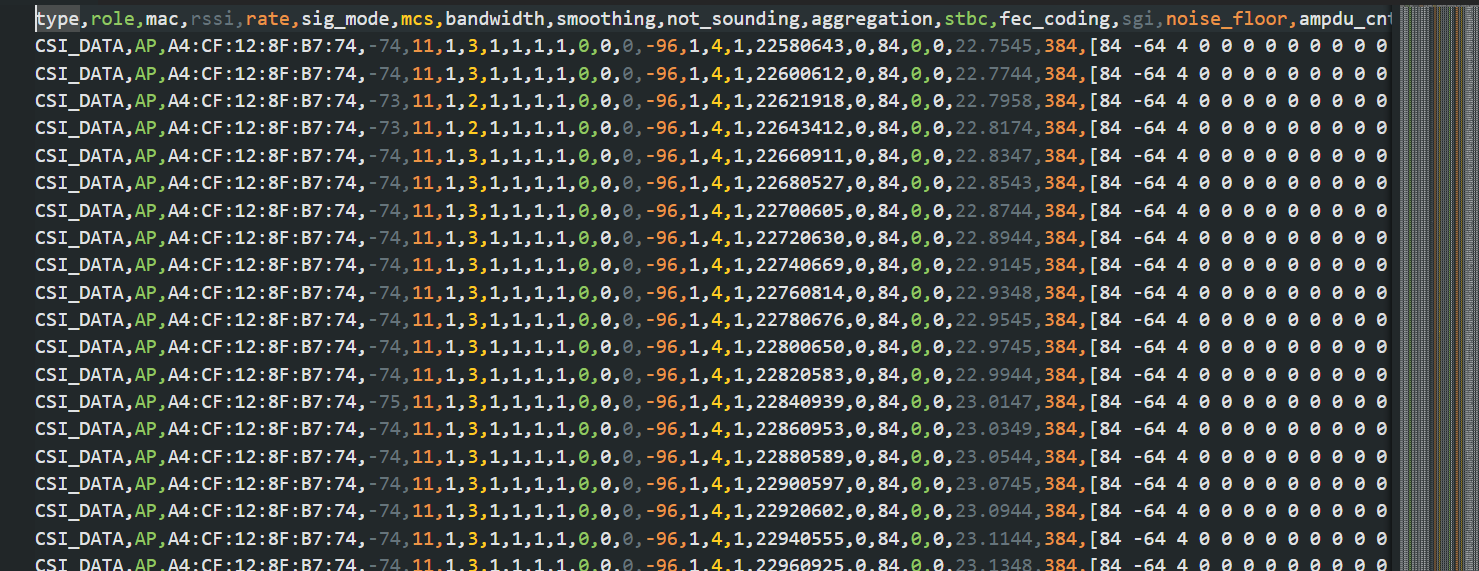 type,role,mac,rssi,rate,sig_mode,mcs,bandwidth,smoothing,not_sounding,aggregation,stbc,fec_coding,sgi,noise_floor,ampdu_cnt
CSI_DATA,AP,A4:CF:12:8F:B7:74,-74,11,1,3,1,1,1,1,0,0,0,-96,1,4,1,22580643,0,84,0,0,22.7545,384,[84 -64 4 0 0 0 0 0 0 0 0 0
CSI_DATA,AP,A4:CF:12:8F:B7:74,-74,11,1,3,1,1,1,1,0,0,0,-96,1,4,1,22600612,0,84,0,0,22.7744,384,[84 -64 4 0 0 0 0 0 0 0 0 0
CSI_DATA,AP,A4:CF:12:8F:B7:74,-73,11,1,2,1,1,1,1,0,0,0,-96,1,4,1,22621918,0,84,0,0,22.7958,384,[84 -64 4 0 0 0 0 0 0 0 0 0
CSI_DATA,AP,A4:CF:12:8F:B7:74,-73,11,1,2,1,1,1,1,0,0,0,-96,1,4,1,22643412,0,84,0,0,22.8174,384,[84 -64 4 0 0 0 0 0 0 0 0 0
CSI_DATA,AP,A4:CF:12:8F:B7:74,-74,11,1,3,1,1,1,1,0,0,0,-96,1,4,1,22660911,0,84,0,0,22.8347,384,[84 -64 4 0 0 0 0 0 0 0 0 0
CSI_DATA,AP,A4:CF:12:8F:B7:74,-74,11,1,3,1,1,1,1,0,0,0,-96,1,4,1,22680527,0,84,0,0,22.8543,384,[84 -64 4 0 0 0 0 0 0 0 0 0
CSI_DATA,AP,A4:CF:12:8F:B7:74,-74,11,1,3,1,1,1,1,0,0,0,-96,1,4,1,22700605,0,84,0,0,22.8744,384,[84 -64 4 0 0 0 0 0 0 0 0 0
CSI_DATA,AP,A4:CF:12:8F:B7:74,-74,11,1,3,1,1,1,1,0,0,0,-96,1,4,1,22720630,0,84,0,0,22.8944,384,[84 -64 4 0 0 0 0 0 0 0 0 0
CSI_DATA,AP,A4:CF:12:8F:B7:74,-74,11,1,3,1,1,1,1,0,0,0,-96,1,4,1,22740669,0,84,0,0,22.9145,384,[84 -64 4 0 0 0 0 0 0 0 0 0
CSI_DATA,AP,A4:CF:12:8F:B7:74,-74,11,1,3,1,1,1,1,0,0,0,-96,1,4,1,22760814,0,84,0,0,22.9348,384,[84 -64 4 0 0 0 0 0 0 0 0 0
CSI_DATA,AP,A4:CF:12:8F:B7:74,-74,11,1,3,1,1,1,1,0,0,0,-96,1,4,1,22780676,0,84,0,0,22.9545,384,[84 -64 4 0 0 0 0 0 0 0 0 0
CSI_DATA,AP,A4:CF:12:8F:B7:74,-74,11,1,3,1,1,1,1,0,0,0,-96,1,4,1,22800650,0,84,0,0,22.9745,384,[84 -64 4 0 0 0 0 0 0 0 0 0
CSI_DATA,AP,A4:CF:12:8F:B7:74,-74,11,1,3,1,1,1,1,0,0,0,-96,1,4,1,22820583,0,84,0,0,22.9944,384,[84 -64 4 0 0 0 0 0 0 0 0 0
CSI_DATA,AP,A4:CF:12:8F:B7:74,-75,11,1,3,1,1,1,1,0,0,0,-96,1,4,1,22840939,0,84,0,0,23.0147,384,[84 -64 4 0 0 0 0 0 0 0 0 0
CSI_DATA,AP,A4:CF:12:8F:B7:74,-74,11,1,3,1,1,1,1,0,0,0,-96,1,4,1,22860953,0,84,0,0,23.0349,384,[84 -64 4 0 0 0 0 0 0 0 0 0
CSI_DATA,AP,A4:CF:12:8F:B7:74,-74,11,1,3,1,1,1,1,0,0,0,-96,1,4,1,22880589,0,84,0,0,23.0544,384,[84 -64 4 0 0 0 0 0 0 0 0 0
CSI_DATA,AP,A4:CF:12:8F:B7:74,-74,11,1,3,1,1,1,1,0,0,0,-96,1,4,1,22900597,0,84,0,0,23.0745,384,[84 -64 4 0 0 0 0 0 0 0 0 0
CSI_DATA,AP,A4:CF:12:8F:B7:74,-74,11,1,3,1,1,1,1,0,0,0,-96,1,4,1,22920602,0,84,0,0,23.0944,384,[84 -64 4 0 0 0 0 0 0 0 0 0
CSI_DATA,AP,A4:CF:12:8F:B7:74,-74,11,1,3,1,1,1,1,0,0,0,-96,1,4,1,22940555,0,84,0,0,23.1144,384,[84 -64 4 0 0 0 0 0 0 0 0 0
CSI_DATA,AP,A4:CF:12:8F:B7:74,-74,11,1,3,1,1,1,1,0,0,0,-96,1,4,1,22960925,0,84,0,0,23.1348,384,[84 -64 4 0 0 0 0 0 0 0 0 0